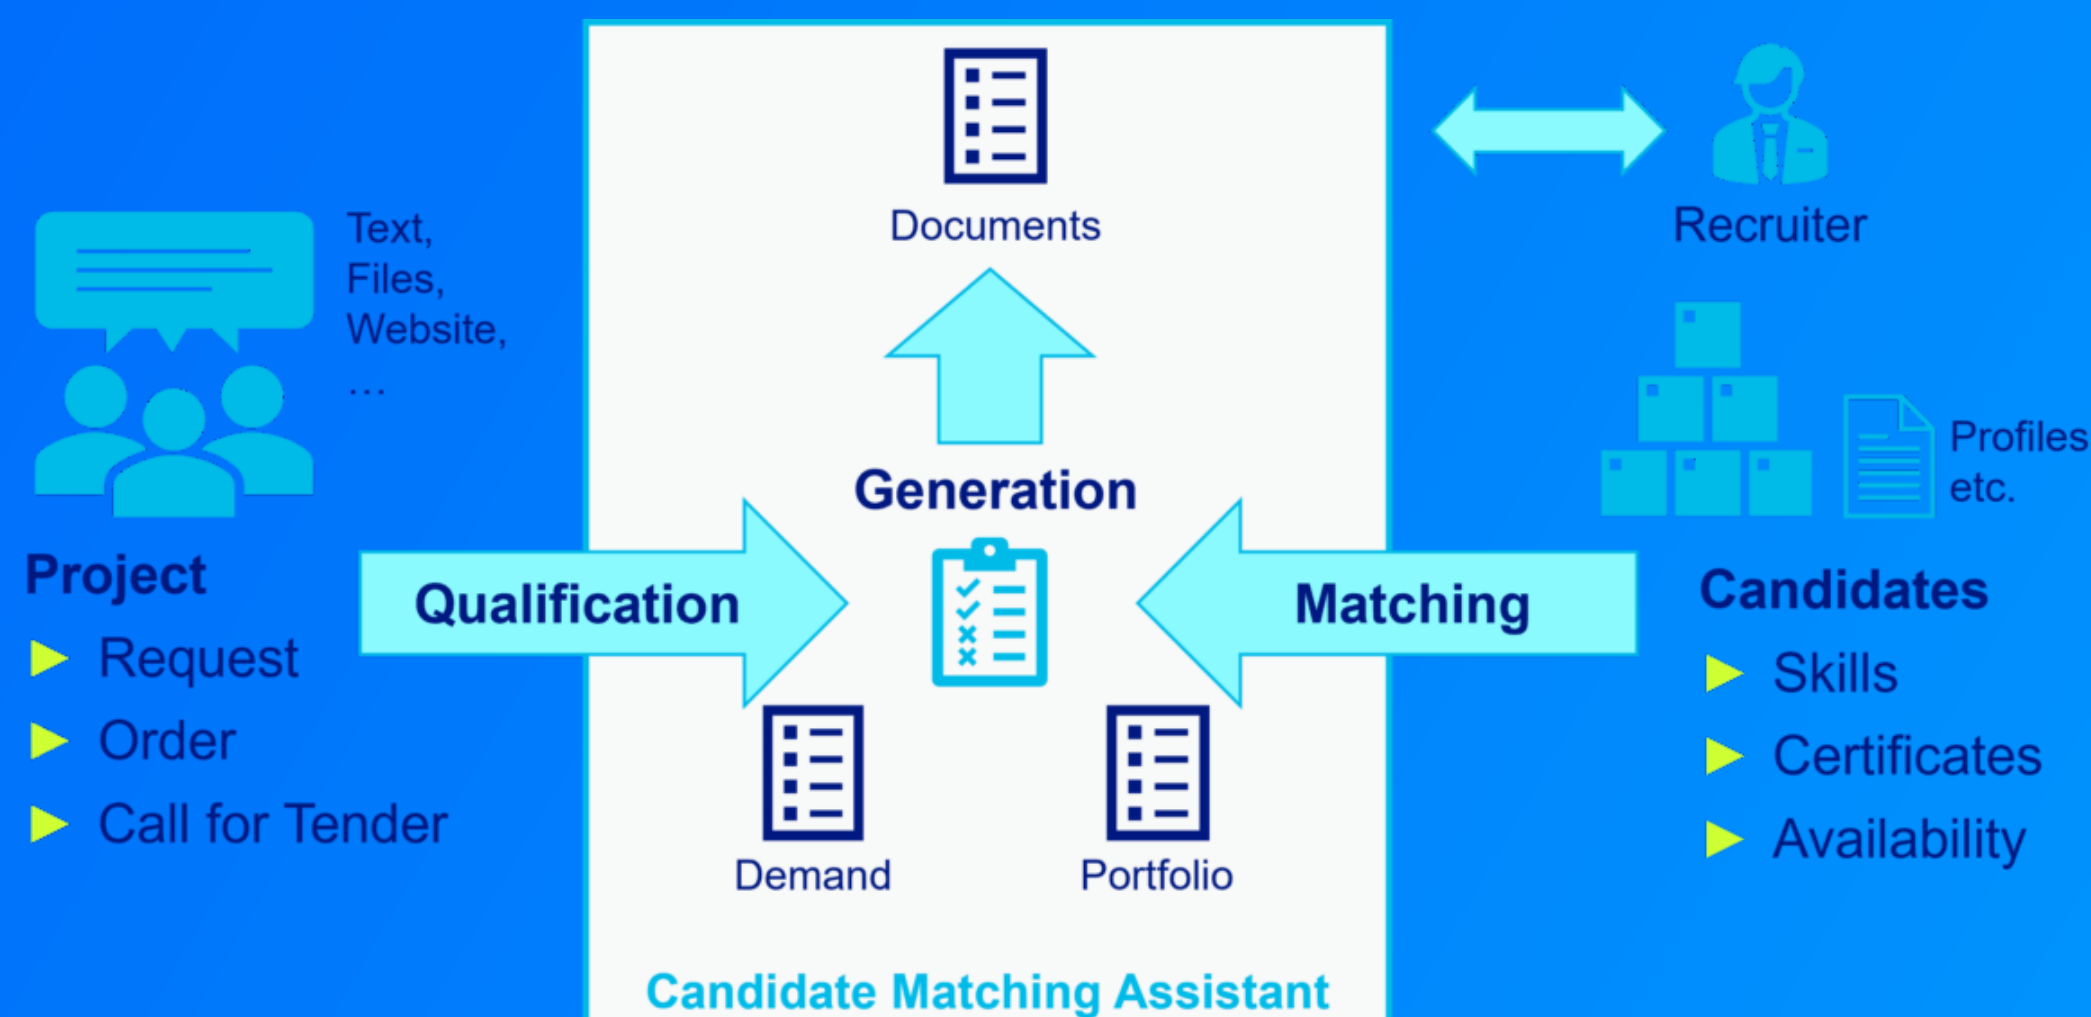 Text,
Files,
Website,
...
Project
Request
Order
Call for Tender
Qualification
Documents
Generation
Demand
Portfolio
Candidate Matching Assistant
Matching
Recruiter
Profiles
etc.
Candidates
Skills
Certificates
Availability